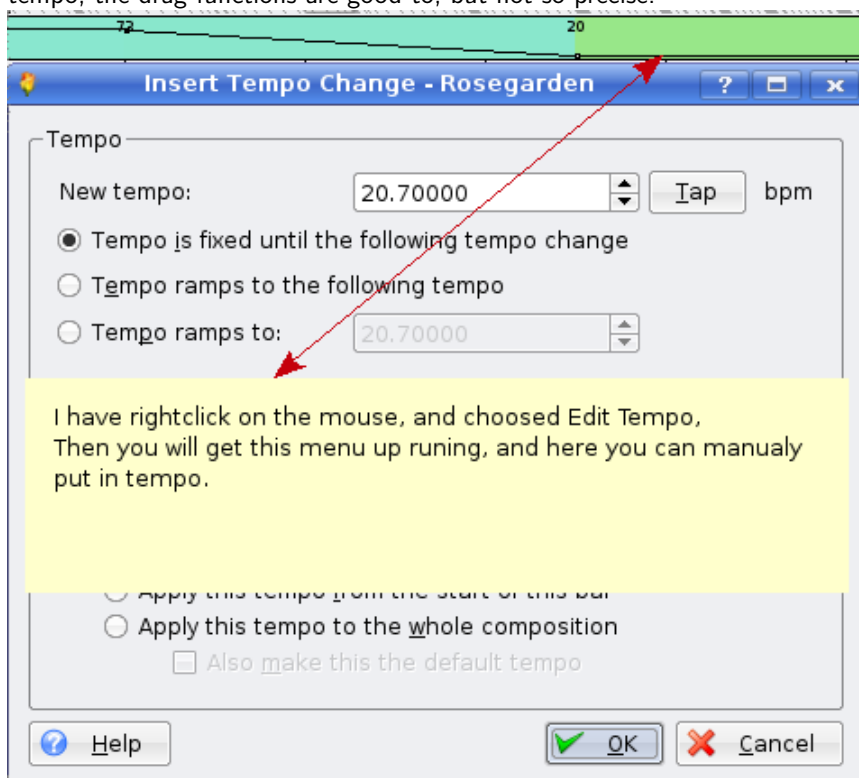 tempo, the drag functions are good to, but not so precise.
72 20
Insert Tempo Change - Rosegarden
Tempo
New tempo: 20.70000 Tap bpm
Tempo is fixed until the following tempo change
Tempo ramps to the following tempo
Tempo ramps to: 20.70000
I have rightclick on the mouse, and choosed Edit Tempo,
Then you will get this menu up runing, and here you can manualy
put in tempo.
Apply this tempo from the start of this bar
Apply this tempo to the whole composition
Also make this the default tempo
Help OK Cancel